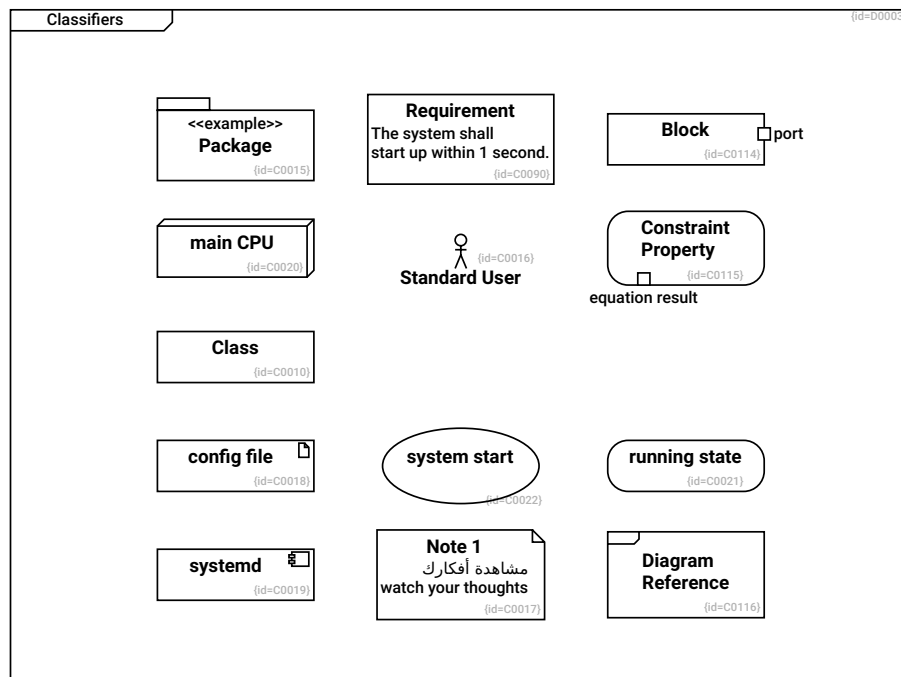 Classifiers
{id=D0003
<<example>>
Package
{id=C0015}
Requirement
The system shall
start up within 1 second.
{id=C0090}
Block
port
{id=C0114}
main CPU
{id=C0020}
{id=C0016}
Standard User
Constraint
Property
{id=C0115}
equation result
Class
{id=C0010}
config file
{id=C0018}
system start
{id=C0022}
running state
{id=C0021}
systemd
{id=C0019}
Note 1
مشاهدة أفكارك
watch your thoughts
{id=C0017}
Diagram
Reference
{id=C0116}